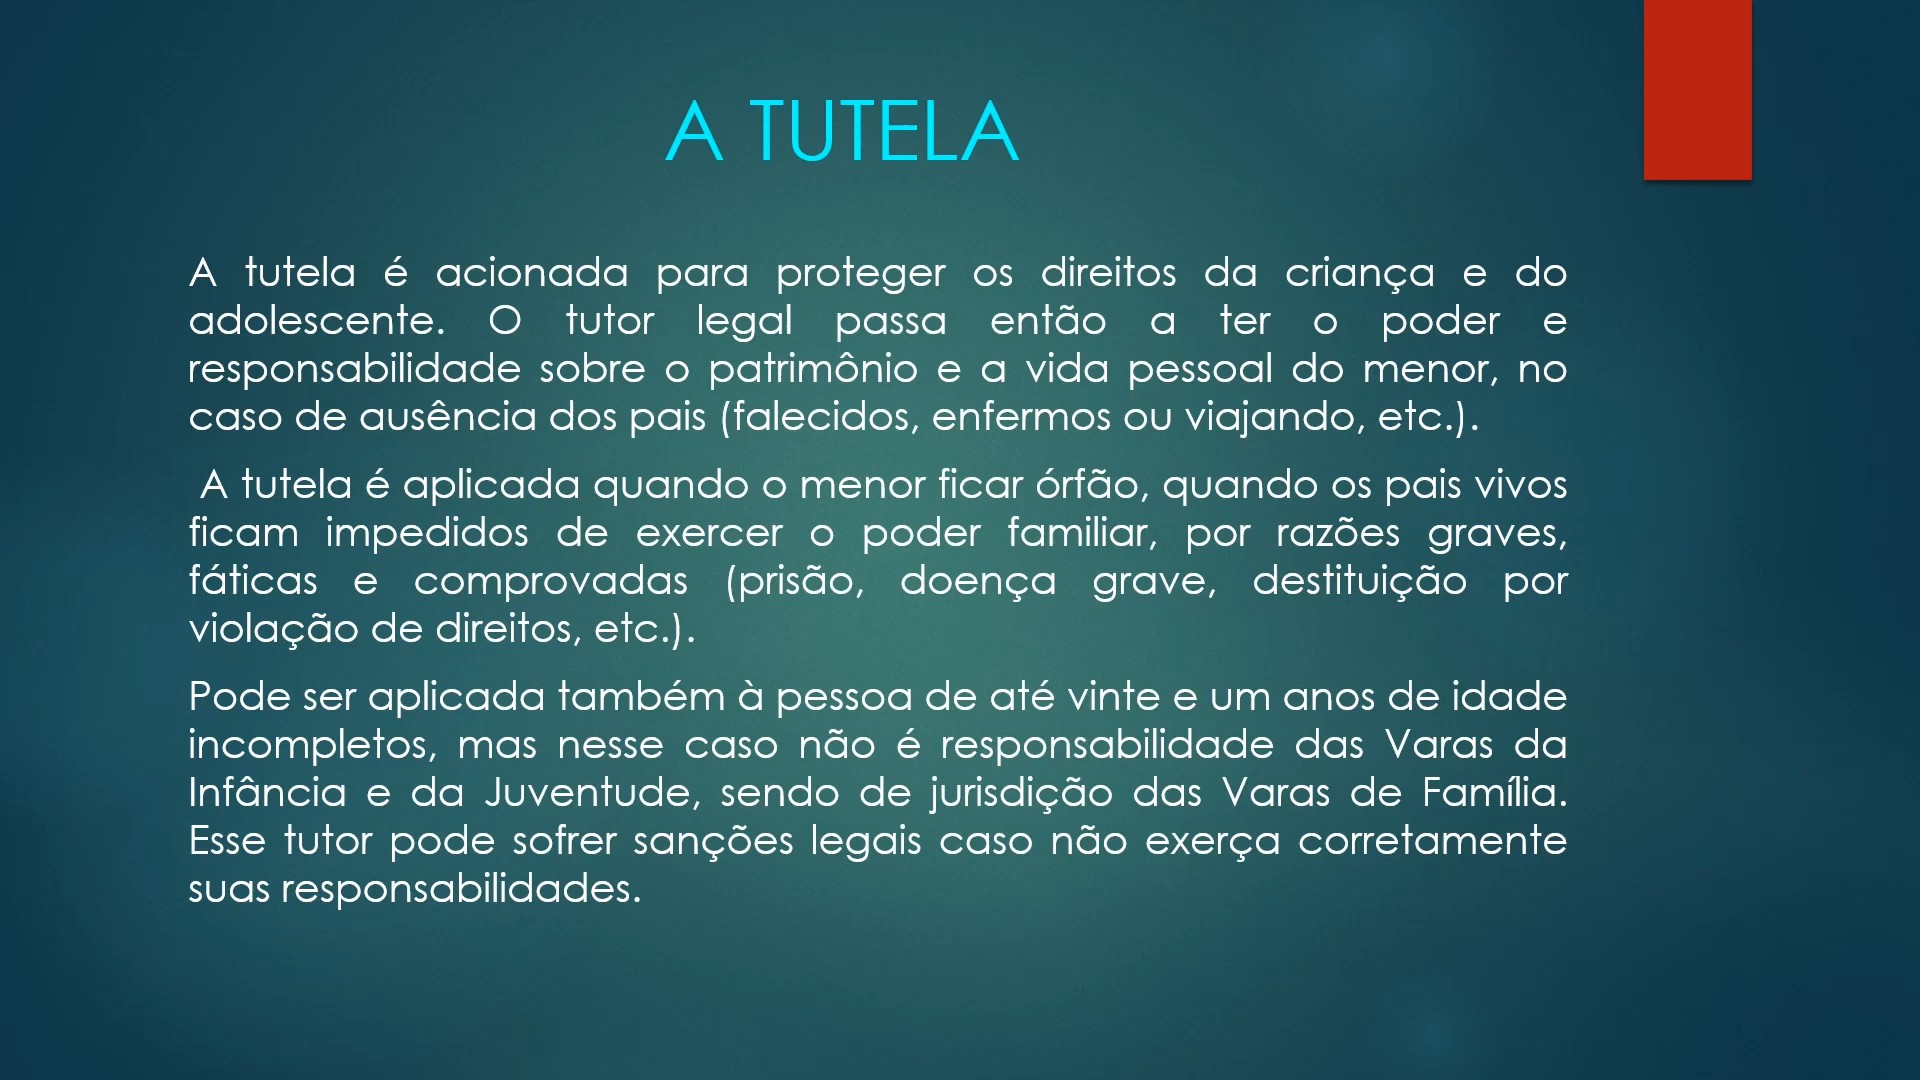 A TUTELA
A tutela é acionada para proteger os direitos da criança e do
adolescente. O tutor legal passa então a ter o poder e
responsabilidade sobre o patrimônio e a vida pessoal do menor, no
caso de ausência dos pais (falecidos, enfermos ou viajando, etc.).
A tutela é aplicada quando o menor ficar órfão, quando os pais vivos
ficam impedidos de exercer o poder familiar, por razões graves,
fáticas e comprovadas (prisão, doença grave, destituição por
violação de direitos, etc.).
Pode ser aplicada também à pessoa de até vinte e um anos de idade
incompletos, mas nesse caso não é responsabilidade das Varas da
Infância e da Juventude, sendo de jurisdição das Varas de Família.
Esse tutor pode sofrer sanções legais caso não exerça corretamente
suas responsabilidades.